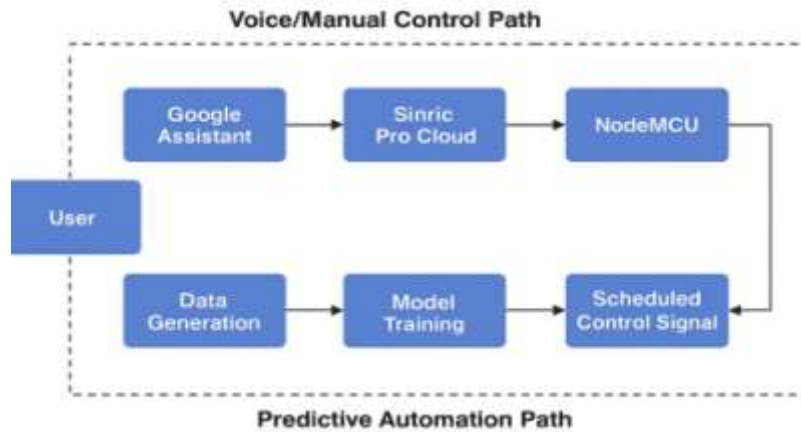 Voice/Manual Control Path
Google
Assistant
Sinric
Pro Cloud
NodeMCU
User
Data
Generation
Model
Training
Scheduled
Control Signal
Predictive Automation Path